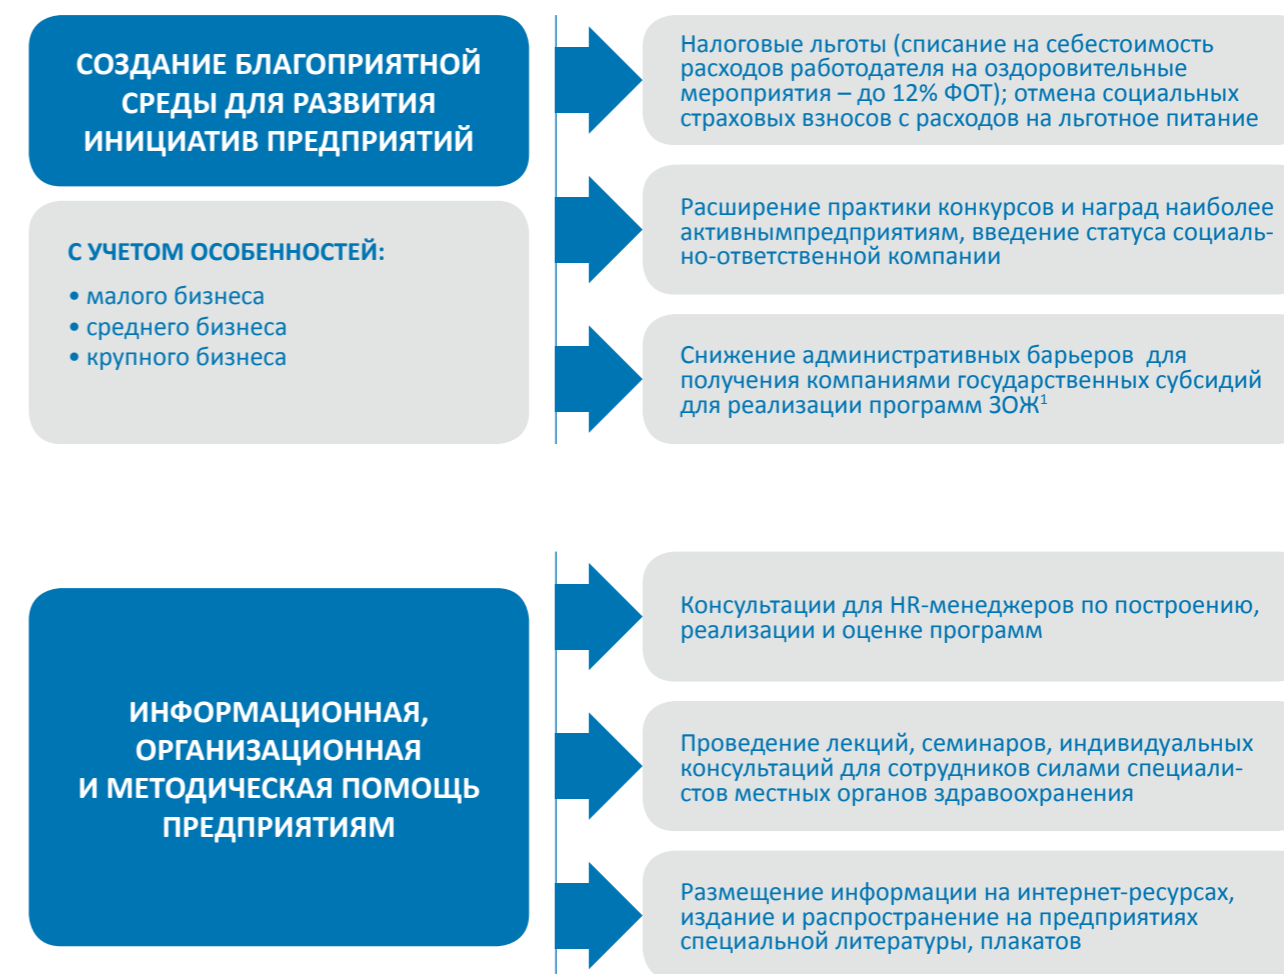 СОЗДАНИЕ БЛАГОПРИЯТНОЙ
СРЕДЫ ДЛЯ РАЗВИТИЯ
ИНИЦИАТИВ ПРЕДПРИЯТИЙ
С УЧЕТОМ ОСОБЕННОСТЕЙ:
• малого бизнеса
• среднего бизнеса
• крупного бизнеса
Налоговые льготы (списание на себестоимость
расходов работодателя на оздоровительные
мероприятия – до 12% ФОТ); отмена социальных
страховых взносов с расходов на льготное питание
Расширение практики конкурсов и наград наиболее
активнымпредприятиям, введение статуса социаль-
но-ответственной компании
Снижение административных барьеров  для
получения компаниями государственных субсидий
для реализации программ ЗОЖ¹
ИНФОРМАЦИОННАЯ,
ОРГАНИЗАЦИОННАЯ
И МЕТОДИЧЕСКАЯ ПОМОЩЬ
ПРЕДПРИЯТИЯМ
Консультации для HR-менеджеров по построению,
реализации и оценке программ
Проведение лекций, семинаров, индивидуальных
консультаций для сотрудников силами специали-
стов местных органов здравоохранения
Размещение информации на интернет-ресурсах,
издание и распространение на предприятиях
специальной литературы, плакатов